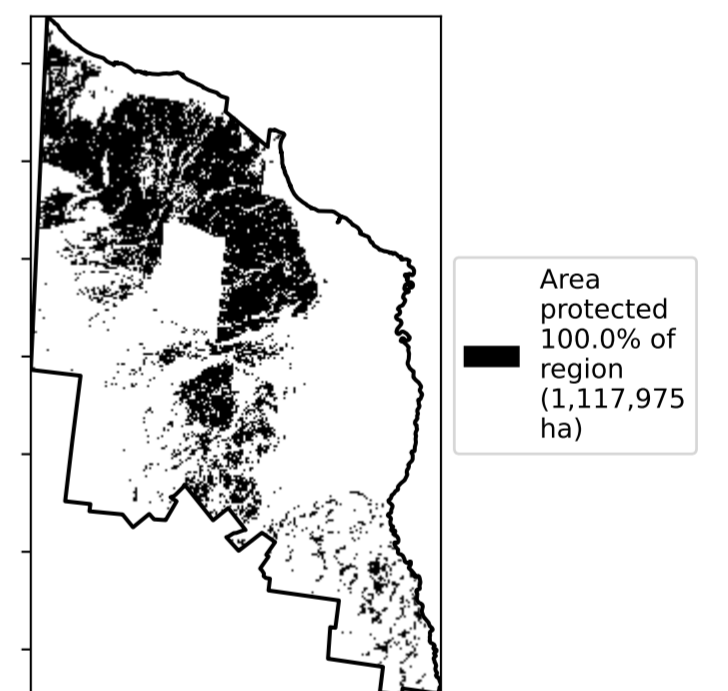 Area
protected
100.0% of
region
(1,117,975
ha)